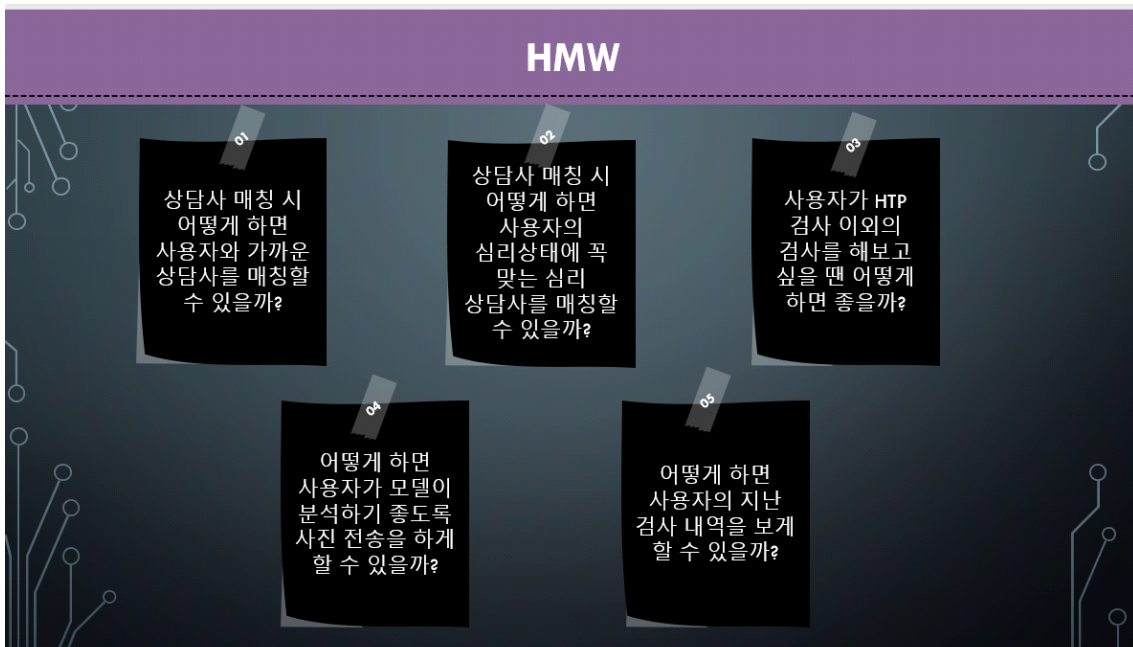 HMW
01
상담사 매칭 시
어떻게 하면
사용자와 가까운
상담사를 매칭할
수 있을까?
02
상담사 매칭 시
어떻게 하면
사용자의
심리상태에 꼭
맞는 심리
상담사를 매칭할
수 있을까?
03
사용자가 HTP
검사 이외의
검사를 해보고
싶을 땐 어떻게
하면 좋을까?
04
어떻게 하면
사용자가 모델이
분석하기 좋도록
사진 전송을 하게
할 수 있을까?
05
어떻게 하면
사용자의 지난
검사 내역을 보게
할 수 있을까?